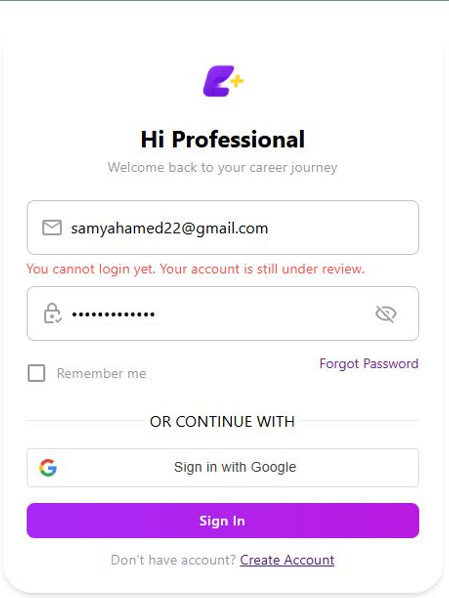 Hi Professional
Welcome back to your career journey
samyahamed22@gmail.com
You cannot login yet. Your account is still under review.
•••••••••••••
Remember me
Forgot Password
OR CONTINUE WITH
Sign in with Google
Sign In
Don't have account? Create Account